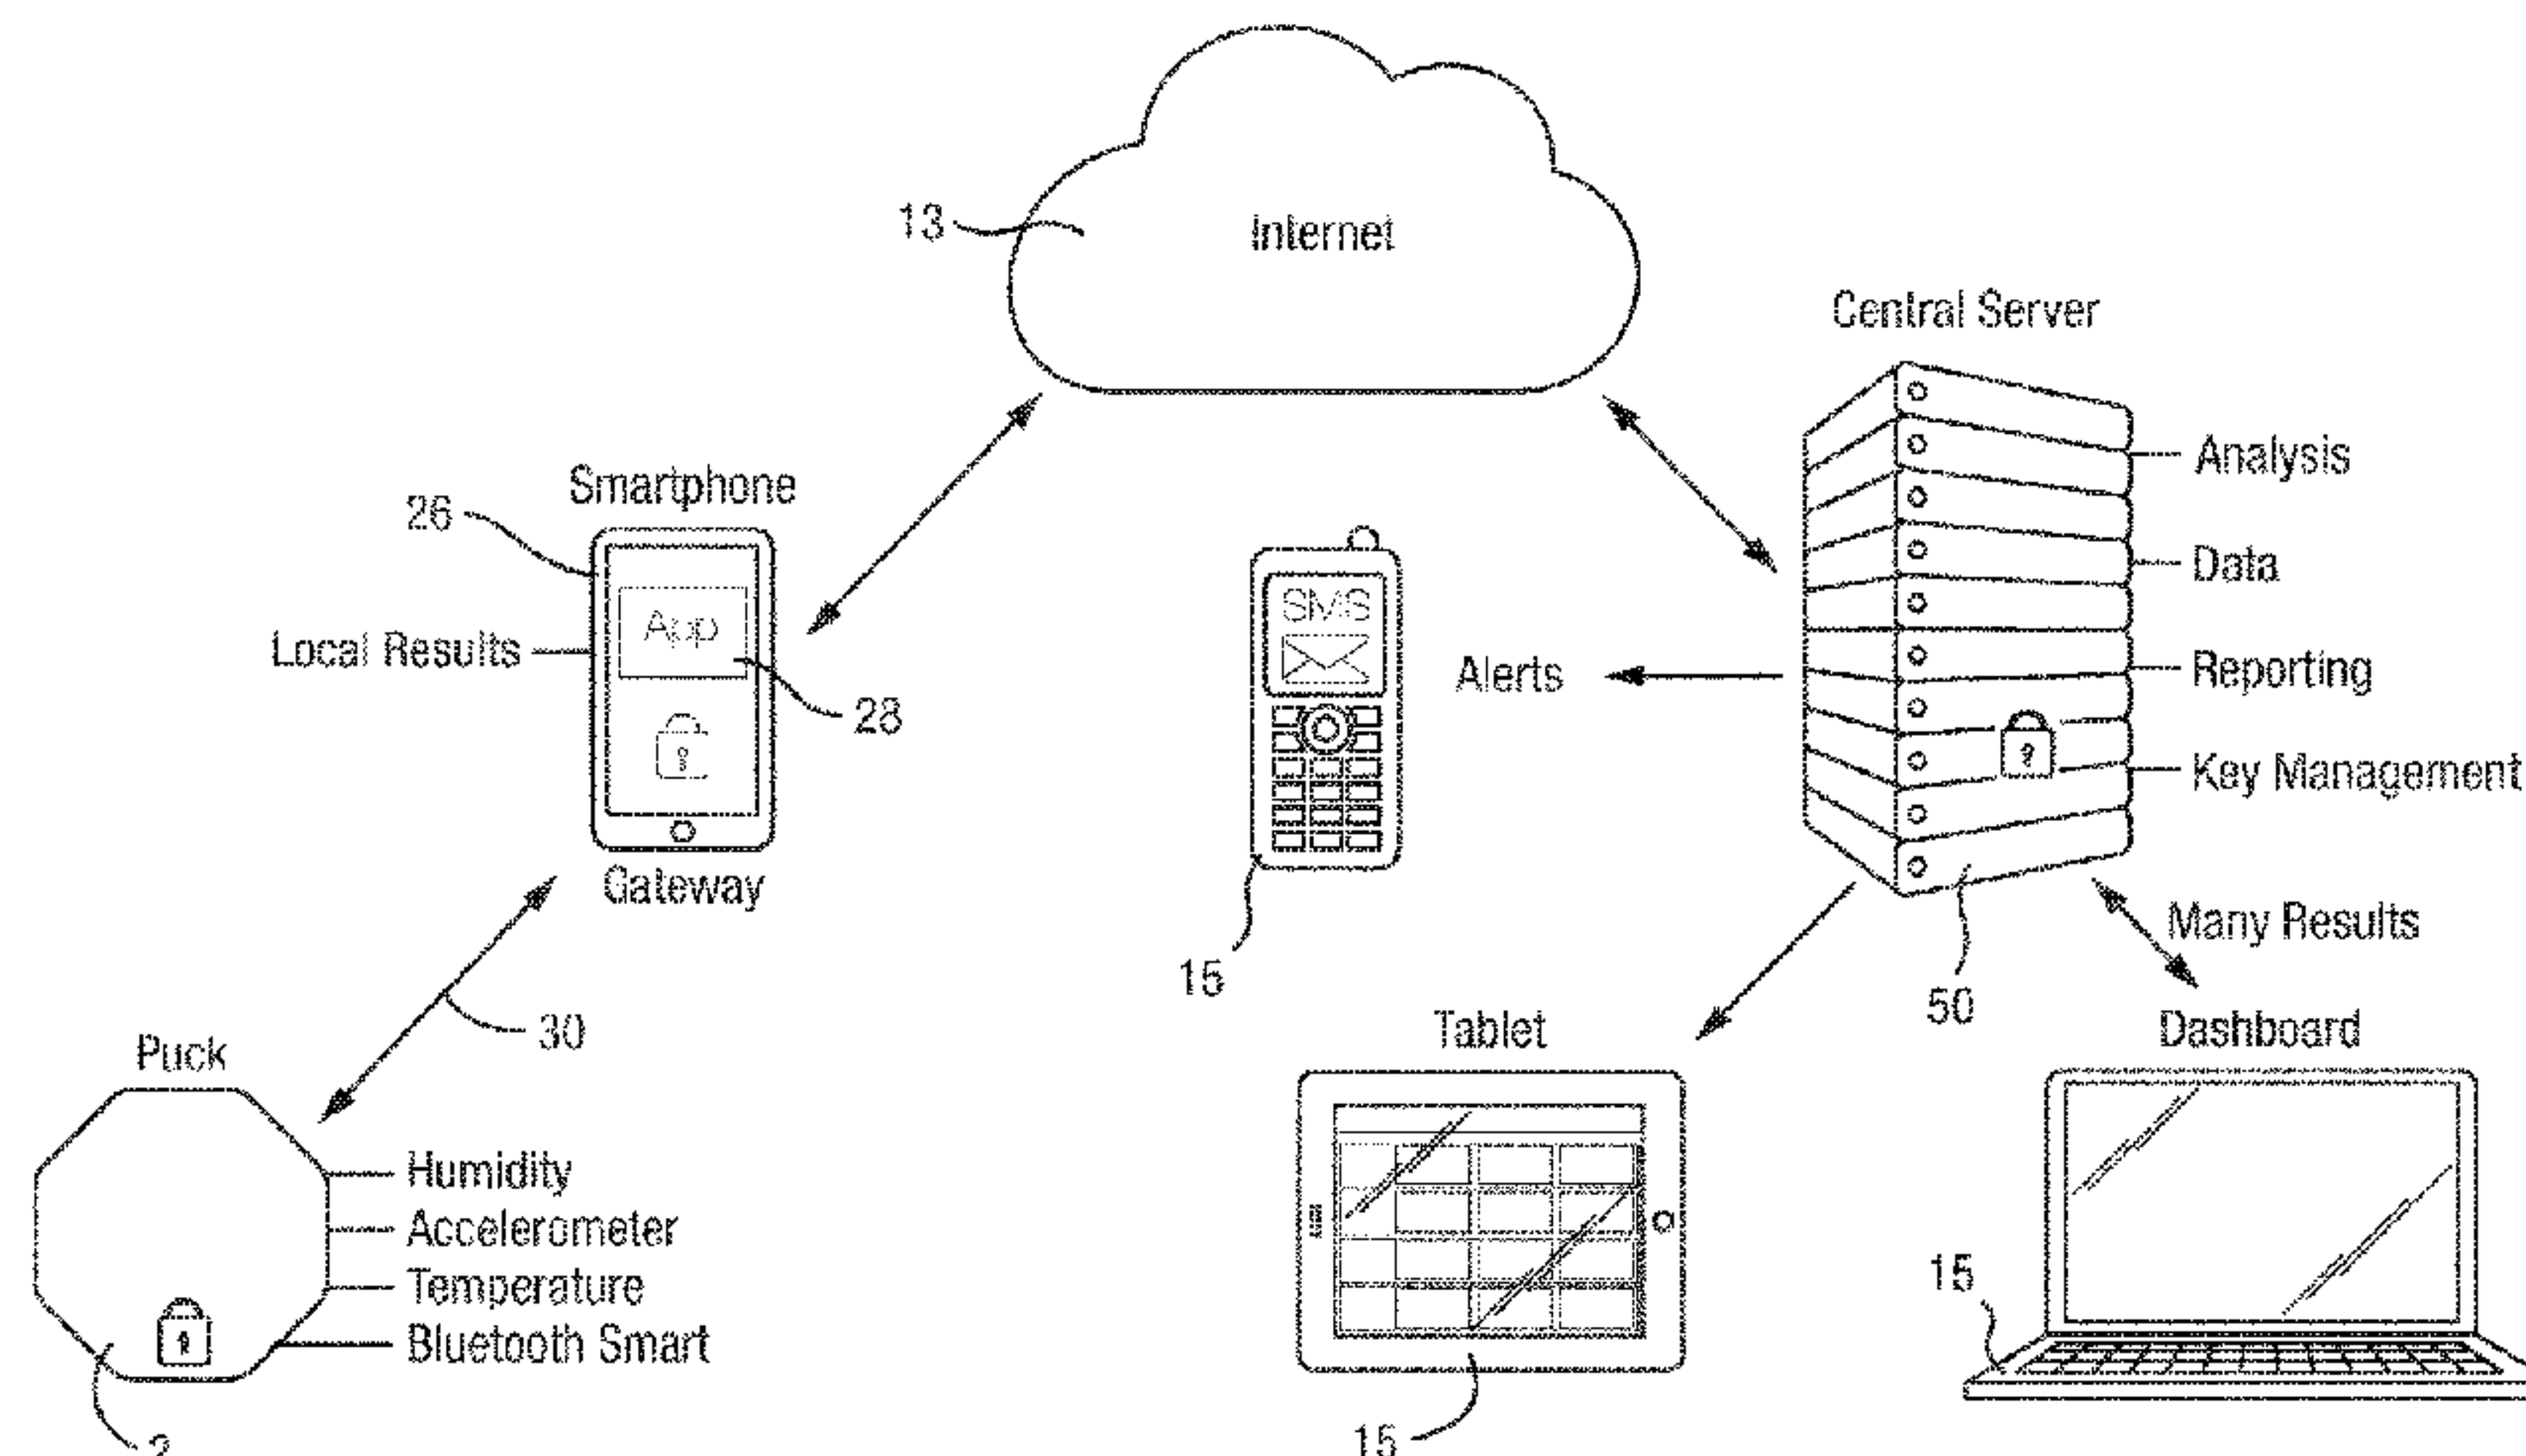 13
Internet
Central Server
Analysis
Data
Reporting
Key Management
50
Smartphone
26
App
Local Results
28
Gateway
30
SMS
Alerts
15
Many Results
Puck
Humidity
Accelerometer
Temperature
Bluetooth Smart
2
Tablet
15
Dashboard
15